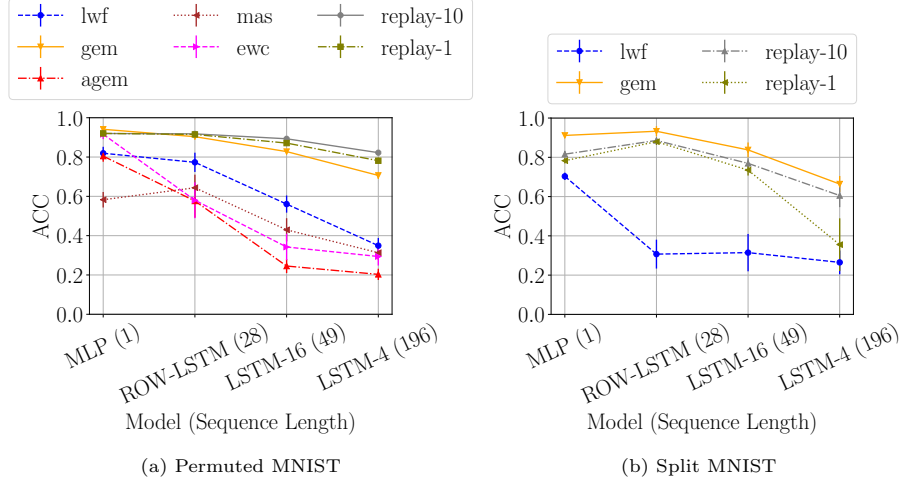 lwf
gem
agem
mas
ewc
replay-10
replay-1
ACC
1.0
0.8
0.6
0.4
0.2
0.0
MLP (1)
ROW-LSTM (28)
LSTM-16 (49)
LSTM-4 (196)
Model (Sequence Length)
(a) Permuted MNIST
lwf
gem
replay-10
replay-1
ACC
1.0
0.8
0.6
0.4
0.2
0.0
MLP (1)
ROW-LSTM (28)
LSTM-16 (49)
LSTM-4 (196)
Model (Sequence Length)
(b) Split MNIST